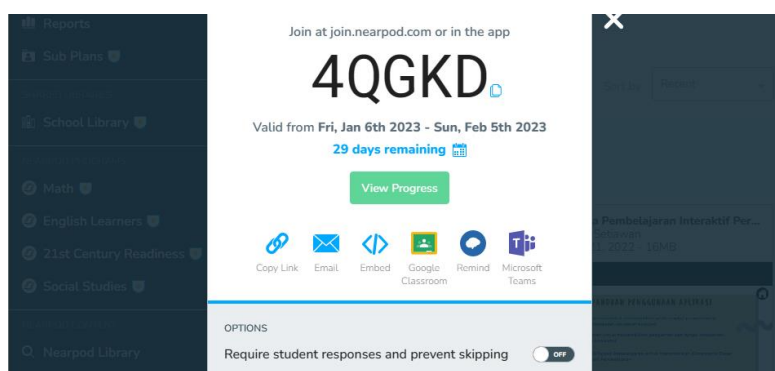 Reports
Sub Plans
School Library
Math
English Learners
21st Century Readiness
Social Studies
Nearpod Library
Join at join.nearpod.com or in the app
4QGKD
Valid from Fri, Jan 6th 2023 - Sun, Feb 5th 2023
29 days remaining
View Progress
Copy Link
Email
Embed
Google Classroom
Remind
Microsoft Teams
OPTIONS
Require student responses and prevent skipping
OFF
Sort by
Recent
a Pembelajaran Interaktif Per...
Setiawan
2022 - 16MB